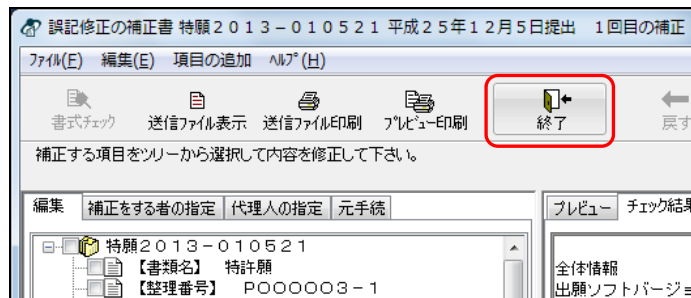 誤記修正の補正書 特願２０１３－０１０５２１ 平成２５年１２月５日提出　１回目の補正
ﾌｧｲﾙ(F)　編集(E)　項目の追加　ﾍﾙﾌﾟ(H)
書式ﾁｪｯｸ　送信ﾌｧｲﾙ表示　送信ﾌｧｲﾙ印刷　ﾌﾟﾚﾋﾞｭｰ印刷　終了　戻す
補正する項目をツリーから選択して内容を修正して下さい。
編集　補正をする者の指定　代理人の指定　元手続　プレビュー　チェック結果
特願２０１３－０１０５２１
【書類名】　特許願
【整理番号】　Ｐ０００００３－１
全体情報
出願ソフトバージョ